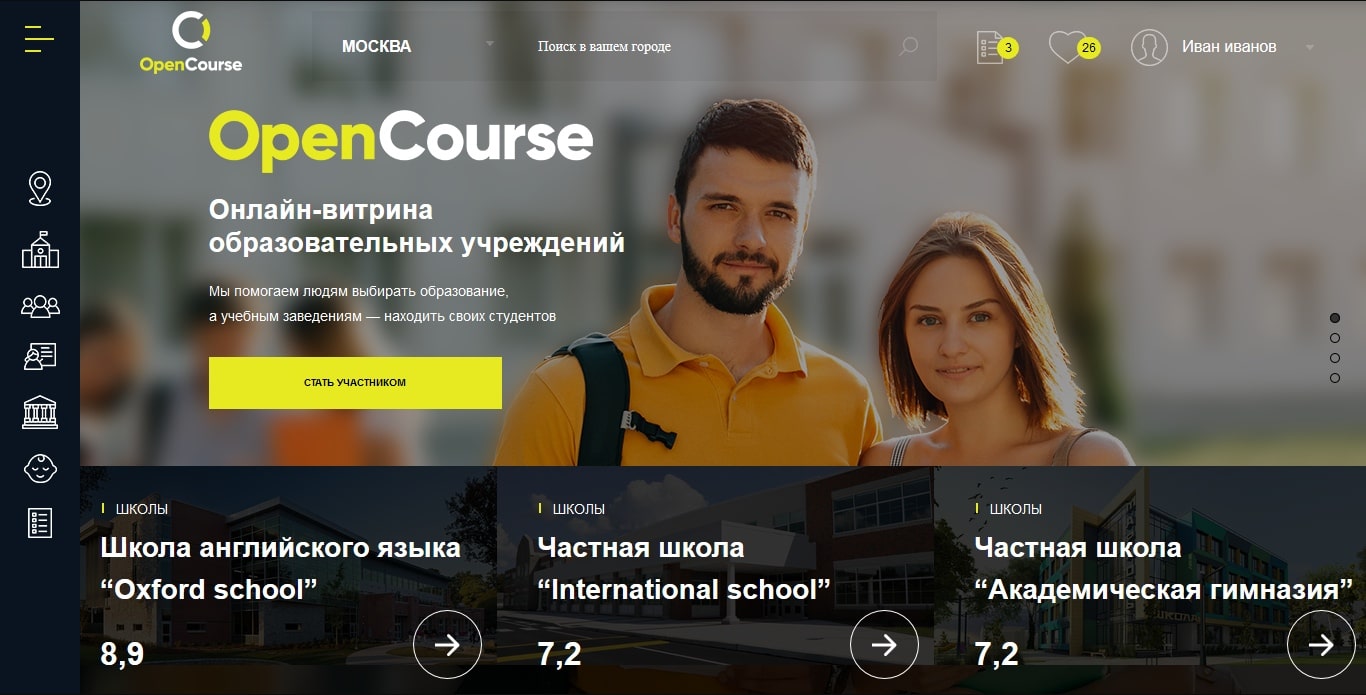 OpenCourse
МОСКВА
Поиск в вашем городе
3
26
Иван иванов
OpenCourse
Онлайн-витрина
образовательных учреждений
Мы помогаем людям выбирать образование,
а учебным заведениям — находить своих студентов
СТАТЬ УЧАСТНИКОМ
ШКОЛЫ
Школа английского языка
“Oxford school”
8,9
ШКОЛЫ
Частная школа
“International school”
7,2
ШКОЛЫ
Частная школа
“Академическая гимназия”
ШКОЛА
7,2